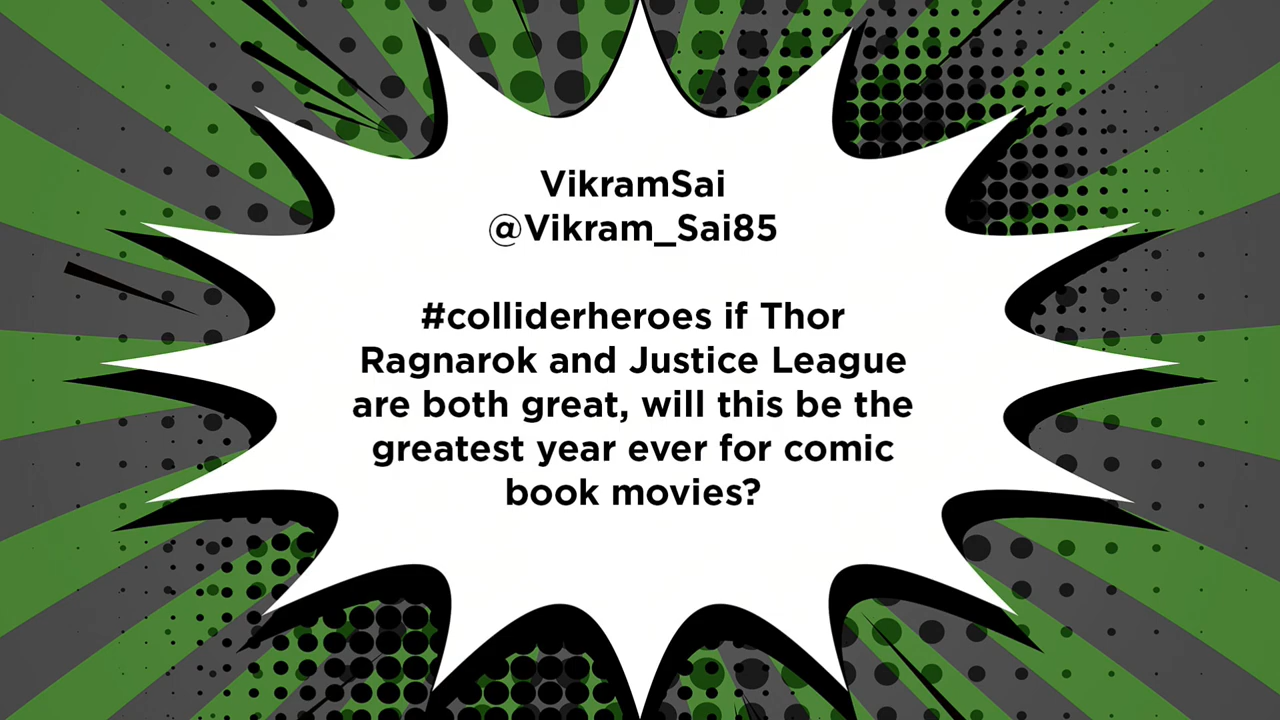 VikramSai
@Vikram_Sai85
#colliderheroes if Thor
Ragnarok and Justice League
are both great, will this be the
greatest year ever for comic
book movies?